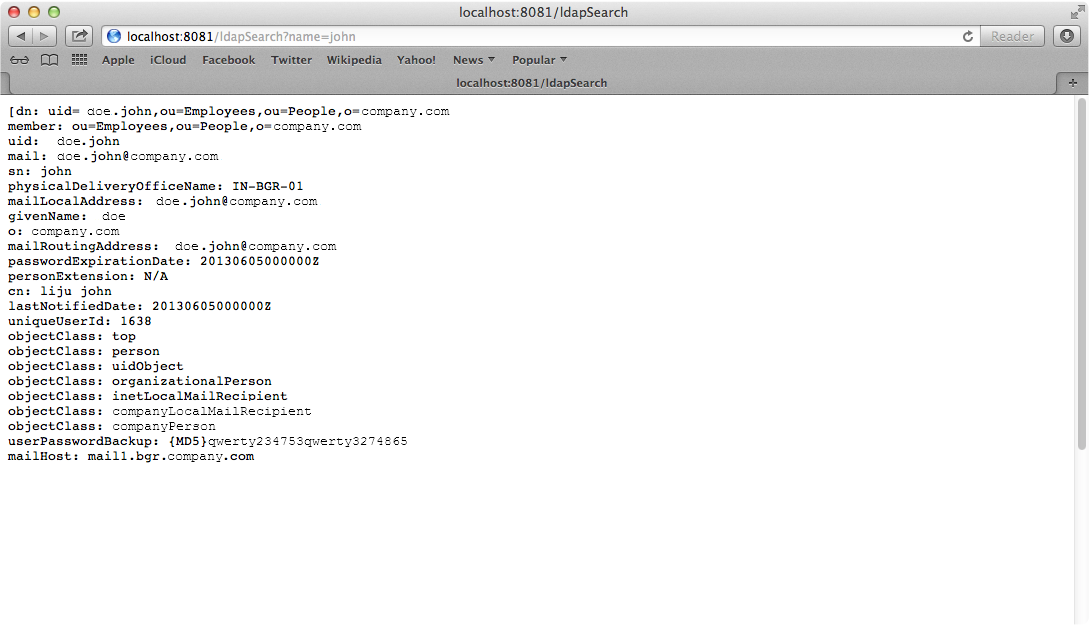 localhost:8081/ldapSearch
localhost:8081/ldapSearch?name=john
Reader
Apple iCloud Facebook Twitter Wikipedia Yahoo! News Popular
localhost:8081/ldapSearch
[dn: uid= doe.john,ou=Employees,ou=People,o=company.com
member: ou=Employees,ou=People,o=company.com
uid: doe.john
mail: doe.john@company.com
sn: john
physicalDeliveryOfficeName: IN-BGR-01
mailLocalAddress: doe.john@company.com
givenName: doe
o: company.com
mailRoutingAddress: doe.john@company.com
passwordExpirationDate: 20130605000000Z
personExtension: N/A
cn: liju john
lastNotifiedDate: 20130605000000Z
uniqueUserId: 1638
objectClass: top
objectClass: person
objectClass: uidObject
objectClass: organizationalPerson
objectClass: inetLocalMailRecipient
objectClass: companyLocalMailRecipient
objectClass: companyPerson
userPasswordBackup: {MD5}qwerty234753qwerty3274865
mailHost: mail1.bgr.company.com